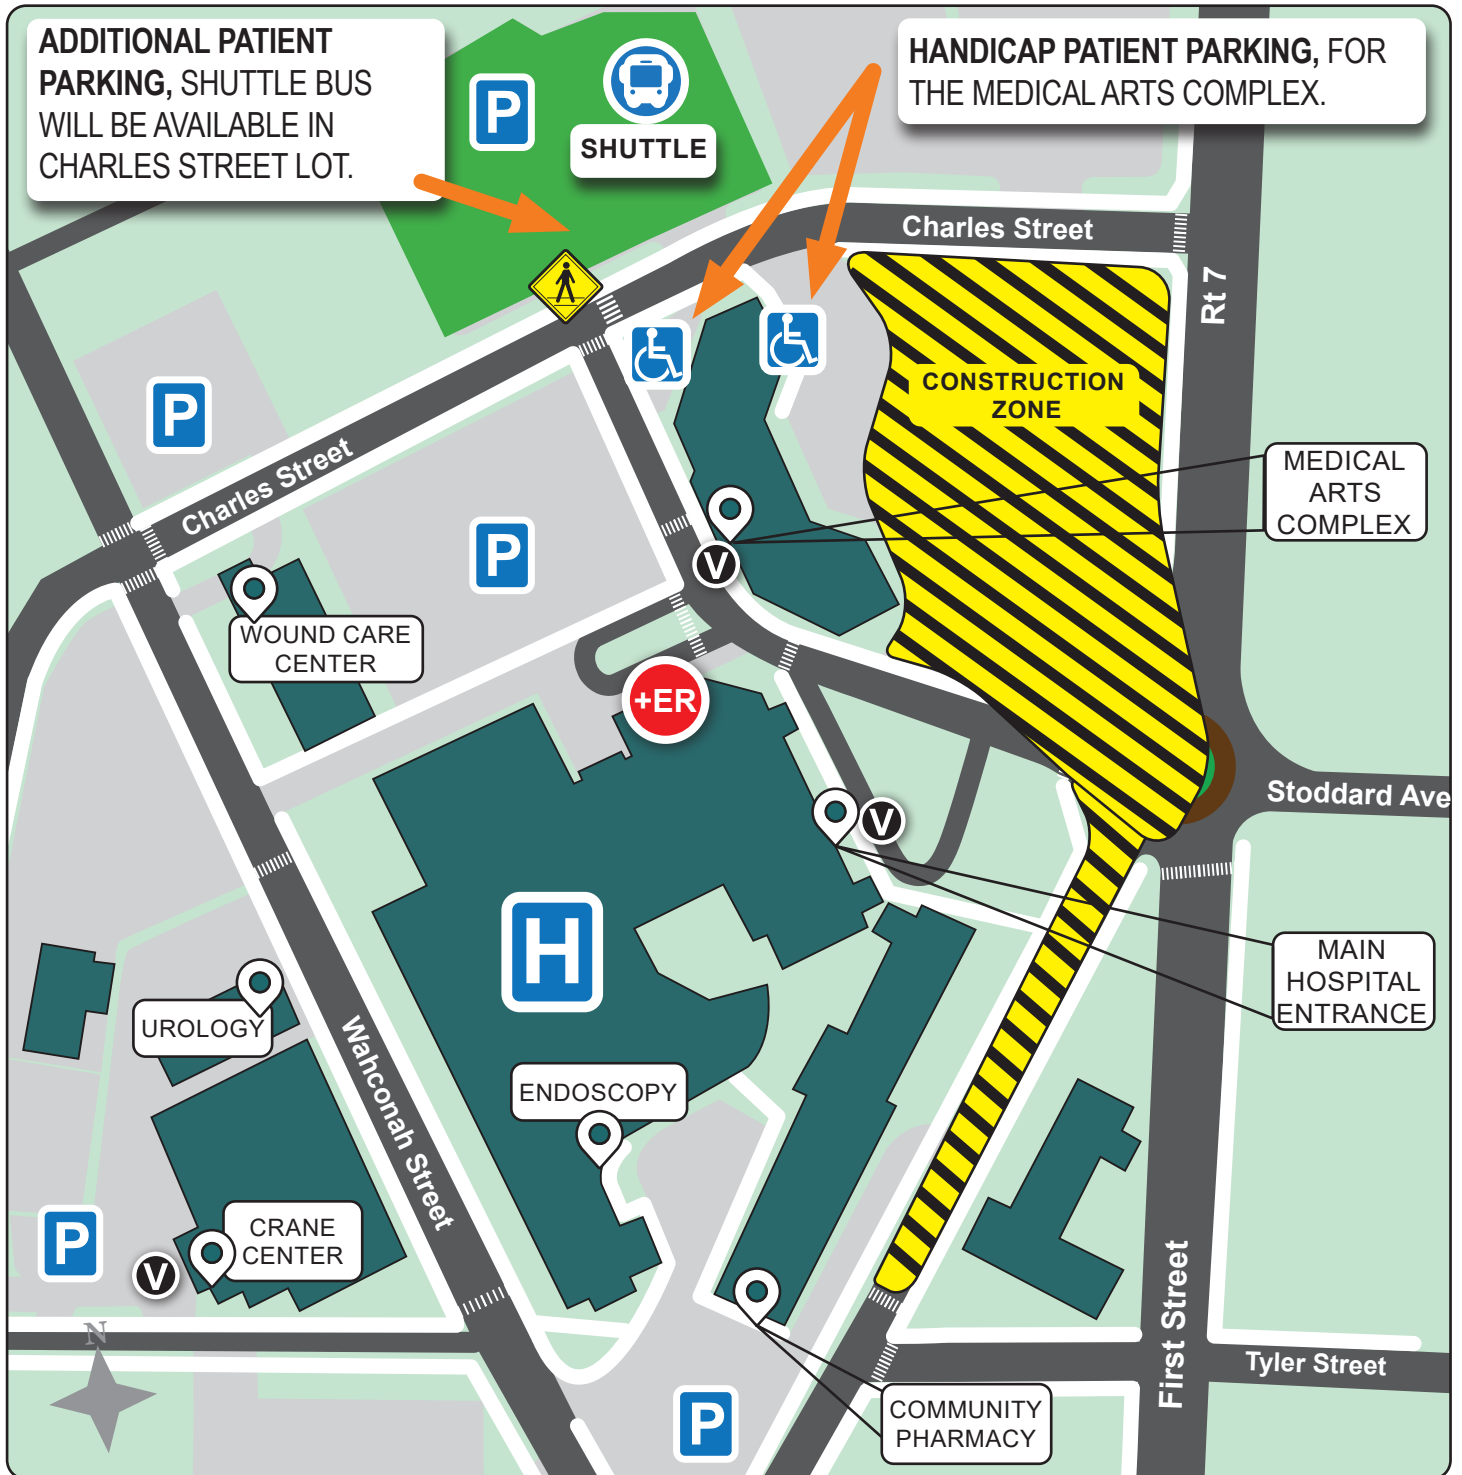 ADDITIONAL PATIENT
PARKING, SHUTTLE BUS
WILL BE AVAILABLE IN
CHARLES STREET LOT.
P
SHUTTLE
HANDICAP PATIENT PARKING, FOR
THE MEDICAL ARTS COMPLEX.
Charles Street
Rt 7
CONSTRUCTION
ZONE
P
Charles Street
MEDICAL
ARTS
COMPLEX
P
V
WOUND CARE
CENTER
+ER
Stoddard Ave
V
H
MAIN
HOSPITAL
ENTRANCE
UROLOGY
Wahconah Street
ENDOSCOPY
P
CRANE
CENTER
V
N
First Street
Tyler Street
COMMUNITY
PHARMACY
P